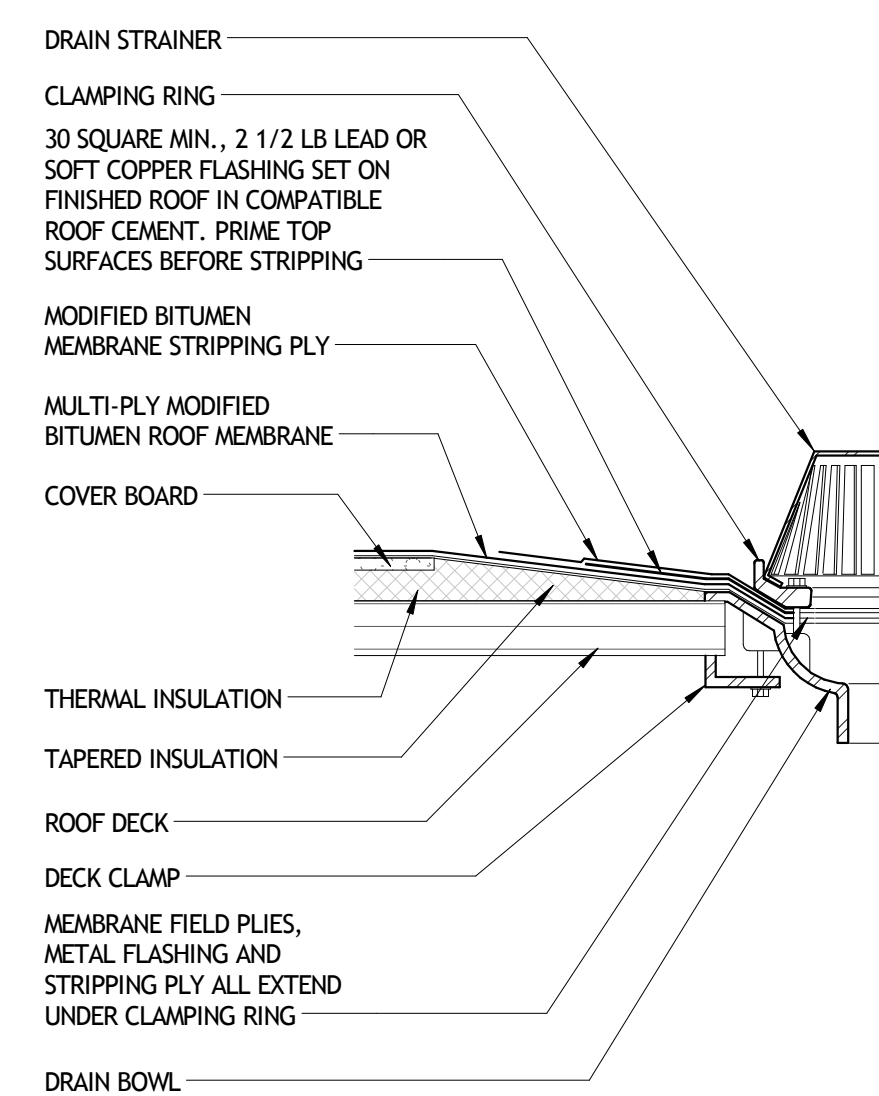 DRAIN STRAINER
CLAMPING RING
30 SQUARE MIN., 2 1/2 LB LEAD OR
SOFT COPPER FLASHING SET ON
FINISHED ROOF IN COMPATIBLE
ROOF CEMENT. PRIME TOP
SURFACES BEFORE STRIPPING
MODIFIED BITUMEN
MEMBRANE STRIPPING PLY
MULTI-PLY MODIFIED
BITUMEN ROOF MEMBRANE
COVER BOARD
THERMAL INSULATION
TAPERED INSULATION
ROOF DECK
DECK CLAMP
MEMBRANE FIELD PLIES,
METAL FLASHING AND
STRIPPING PLY ALL EXTEND
UNDER CLAMPING RING
DRAIN BOWL